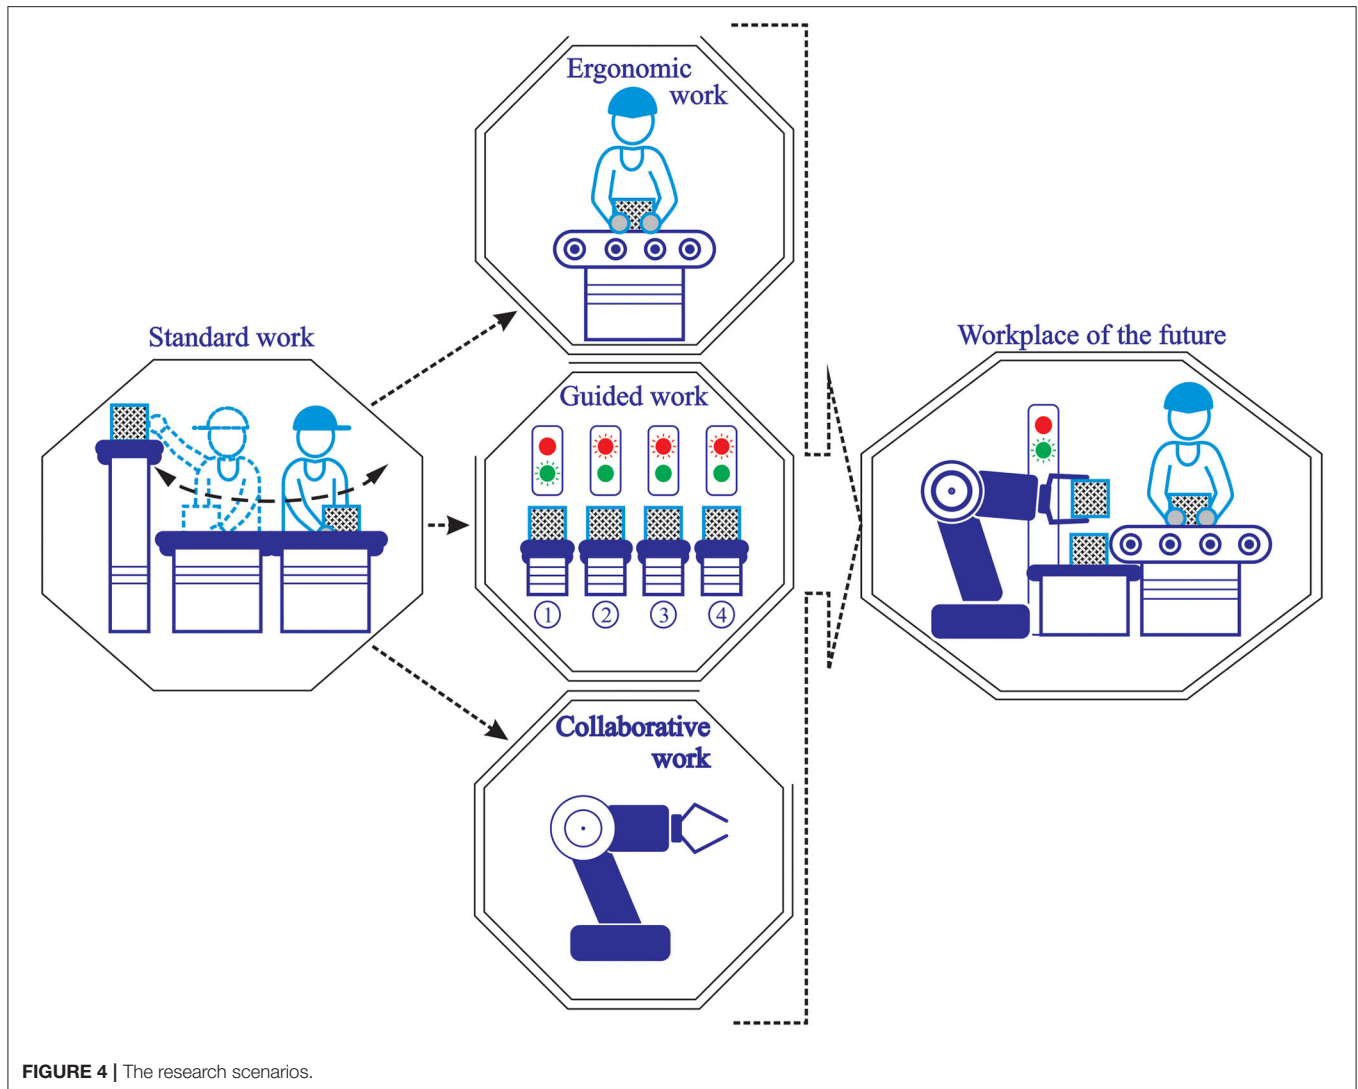 Ergonomic
work
Standard work
Workplace of the future
Guided work
1 2 3 4
Collaborative
work
FIGURE 4 | The research scenarios.